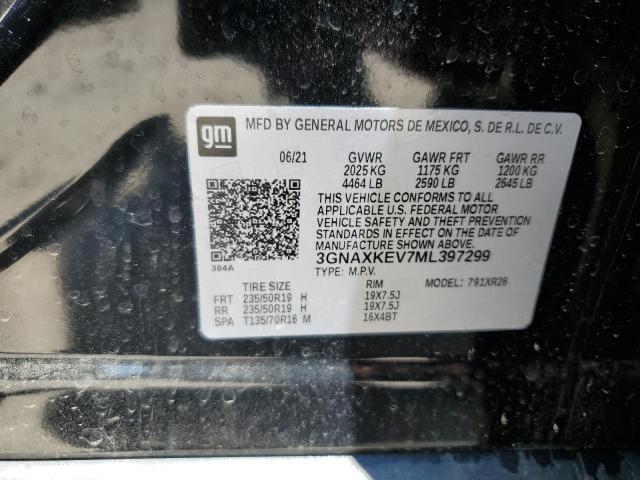 gm
MFD BY GENERAL MOTORS DE MEXICO, S. DE R.L. DE C.V.
06/21 GVWR GAWR FRT GAWR RR
2025 KG 1175 KG 1200 KG
4464 LB 2590 LB 2645 LB
THIS VEHICLE CONFORMS TO ALL
APPLICABLE U.S. FEDERAL MOTOR
VEHICLE SAFETY AND THEFT PREVENTION
STANDARDS IN EFFECT ON THE DATE OF
MANUFACTURE SHOWN ABOVE.
3GNAXKEV7ML397299
384A
TYPE: M.P.V. MODEL: 791XR26
TIRE SIZE RIM
FRT 235/50R19 H 19X7.5J
RR 235/50R19 H 19X7.5J
SPA T135/70R16 M 16X4BT